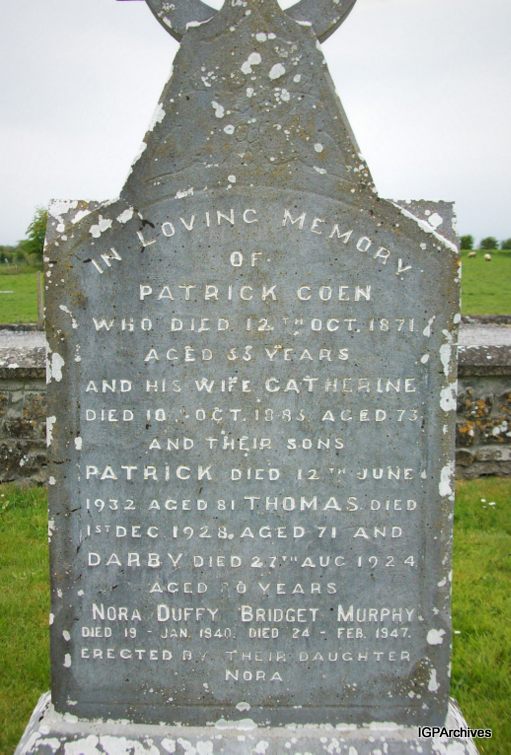 IN LOVING MEMORY
OF
PATRICK COEN
WHO DIED 12TH OCT. 1871
AGED 55 YEARS
AND HIS WIFE CATHERINE
DIED 10 OCT. 1885 AGED 73
AND THEIR SONS
PATRICK DIED 12TH JUNE
1932 AGED 81 THOMAS DIED
1ST DEC 1928. AGED 71 AND
DARBY DIED 27TH AUG 1924
AGED YEARS
NORA DUFFY BRIDGET MURPHY
DIED 19 - JAN. 1940. DIED 24 - FEB. 1947.
ERECTED BY THEIR DAUGHTER
NORA
IGPArchives